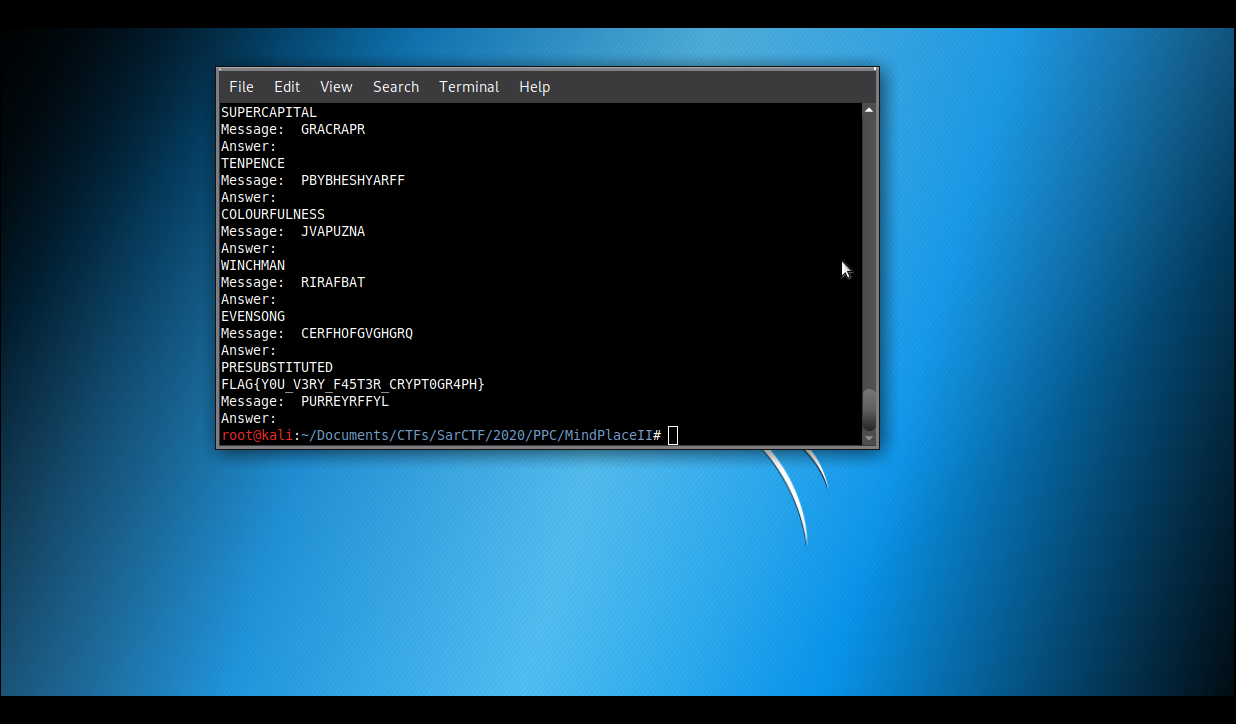 File Edit View Search Terminal Help
SUPERCAPITAL
Message:  GRACRAPR
Answer:
TENPENCE
Message:  PBYBHESHYARFF
Answer:
COLOURFULNESS
Message:  JVAPUZNA
Answer:
WINCHMAN
Message:  RIRAFBAT
Answer:
EVENSONG
Message:  CERFHOFGVGHGRQ
Answer:
PRESUBSTITUTED
FLAG{Y0U_V3RY_F45T3R_CRYPT0GR4PH}
Message:  PURREYRFFYL
Answer:
root@kali:~/Documents/CTFs/SarCTF/2020/PPC/MindPlaceII#